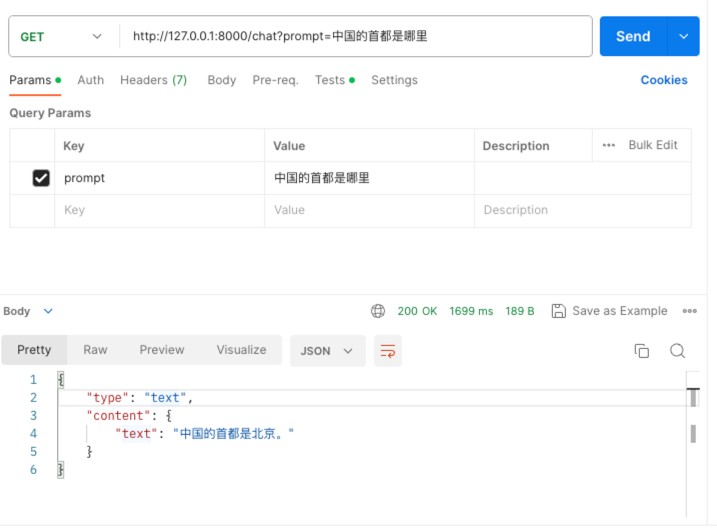 GET http://127.0.0.1:8000/chat?prompt=中国的首都是哪里 Send
Params Auth Headers (7) Body Pre-req. Tests Settings Cookies
Query Params
Key Value Description Bulk Edit
prompt 中国的首都是哪里
Key Value Description
Body 200 OK 1699 ms 189 B Save as Example
Pretty Raw Preview Visualize JSON
1 {
2 "type": "text",
3 "content": {
4 "text": "中国的首都是北京。"
5 }
6 }